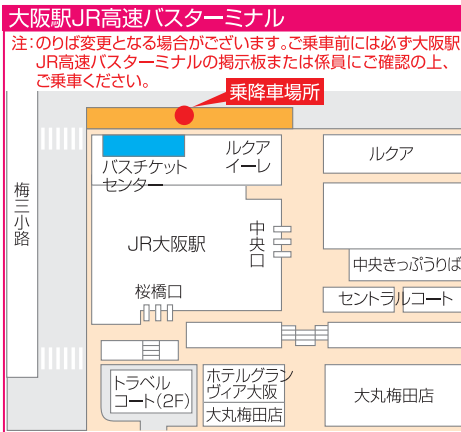 大阪駅JR高速バスターミナル
注:のりば変更となる場合がございます。ご乗車前には必ず大阪駅
JR高速バスターミナルの掲示板または係員にご確認の上、
ご乗車ください。
乗降車場所
バスチケット
センター
ルクア
イーレ
ルクア
梅三小路
JR大阪駅
中央口
中央きっぷうりば
桜橋口
セントラルコート
トラベル
コート(2F)
ホテルグラン
ヴィア大阪
大丸梅田店
大丸梅田店